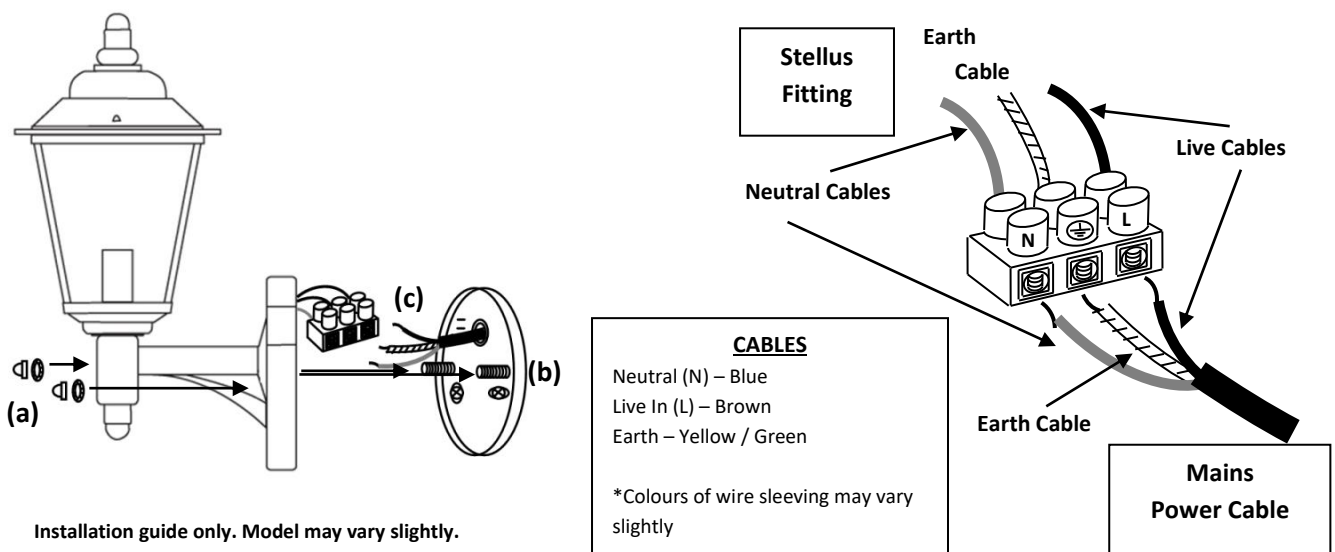 (a)
(c)
(b)
Installation guide only. Model may vary slightly.
Stellus
Fitting
Earth
Cable
Live Cables
Neutral Cables
N
L
CABLES
Neutral (N) – Blue
Live In (L) – Brown
Earth – Yellow / Green
*Colours of wire sleeving may vary
slightly
Earth Cable
Mains
Power Cable